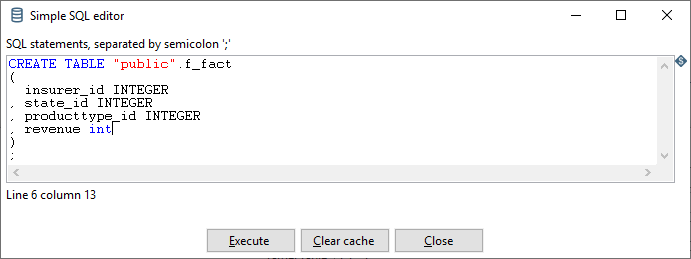 Simple SQL editor
SQL statements, separated by semicolon ';'
CREATE TABLE "public".f_fact
(
  insurer_id INTEGER
, state_id INTEGER
, producttype_id INTEGER
, revenue int
)
;
Line 6 column 13
Execute Clear cache Close